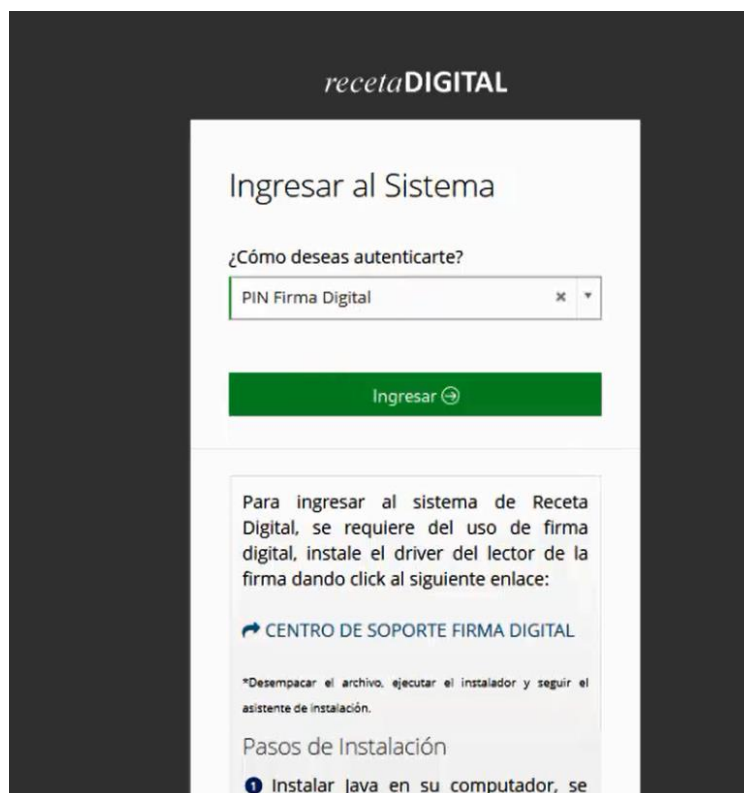 recetaDIGITAL
Ingresar al Sistema
¿Cómo deseas autenticarte?
PIN Firma Digital
Ingresar
Para ingresar al sistema de Receta
Digital, se requiere del uso de firma
digital, instale el driver del lector de la
firma dando click al siguiente enlace:
CENTRO DE SOPORTE FIRMA DIGITAL
*Desempacar el archivo, ejecutar el instalador y seguir el
asistente de instalación.
Pasos de Instalación
1 Instalar Java en su computador, se